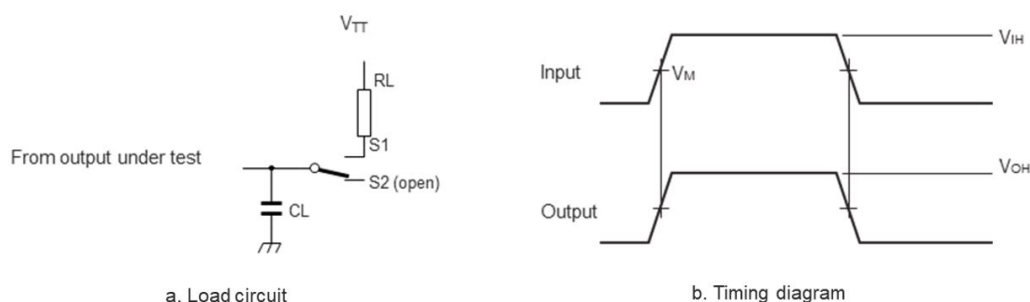 VTT
RL
S1
From output under test
S2 (open)
CL
a. Load circuit
VIH
Input
VM
VOH
Output
b. Timing diagram